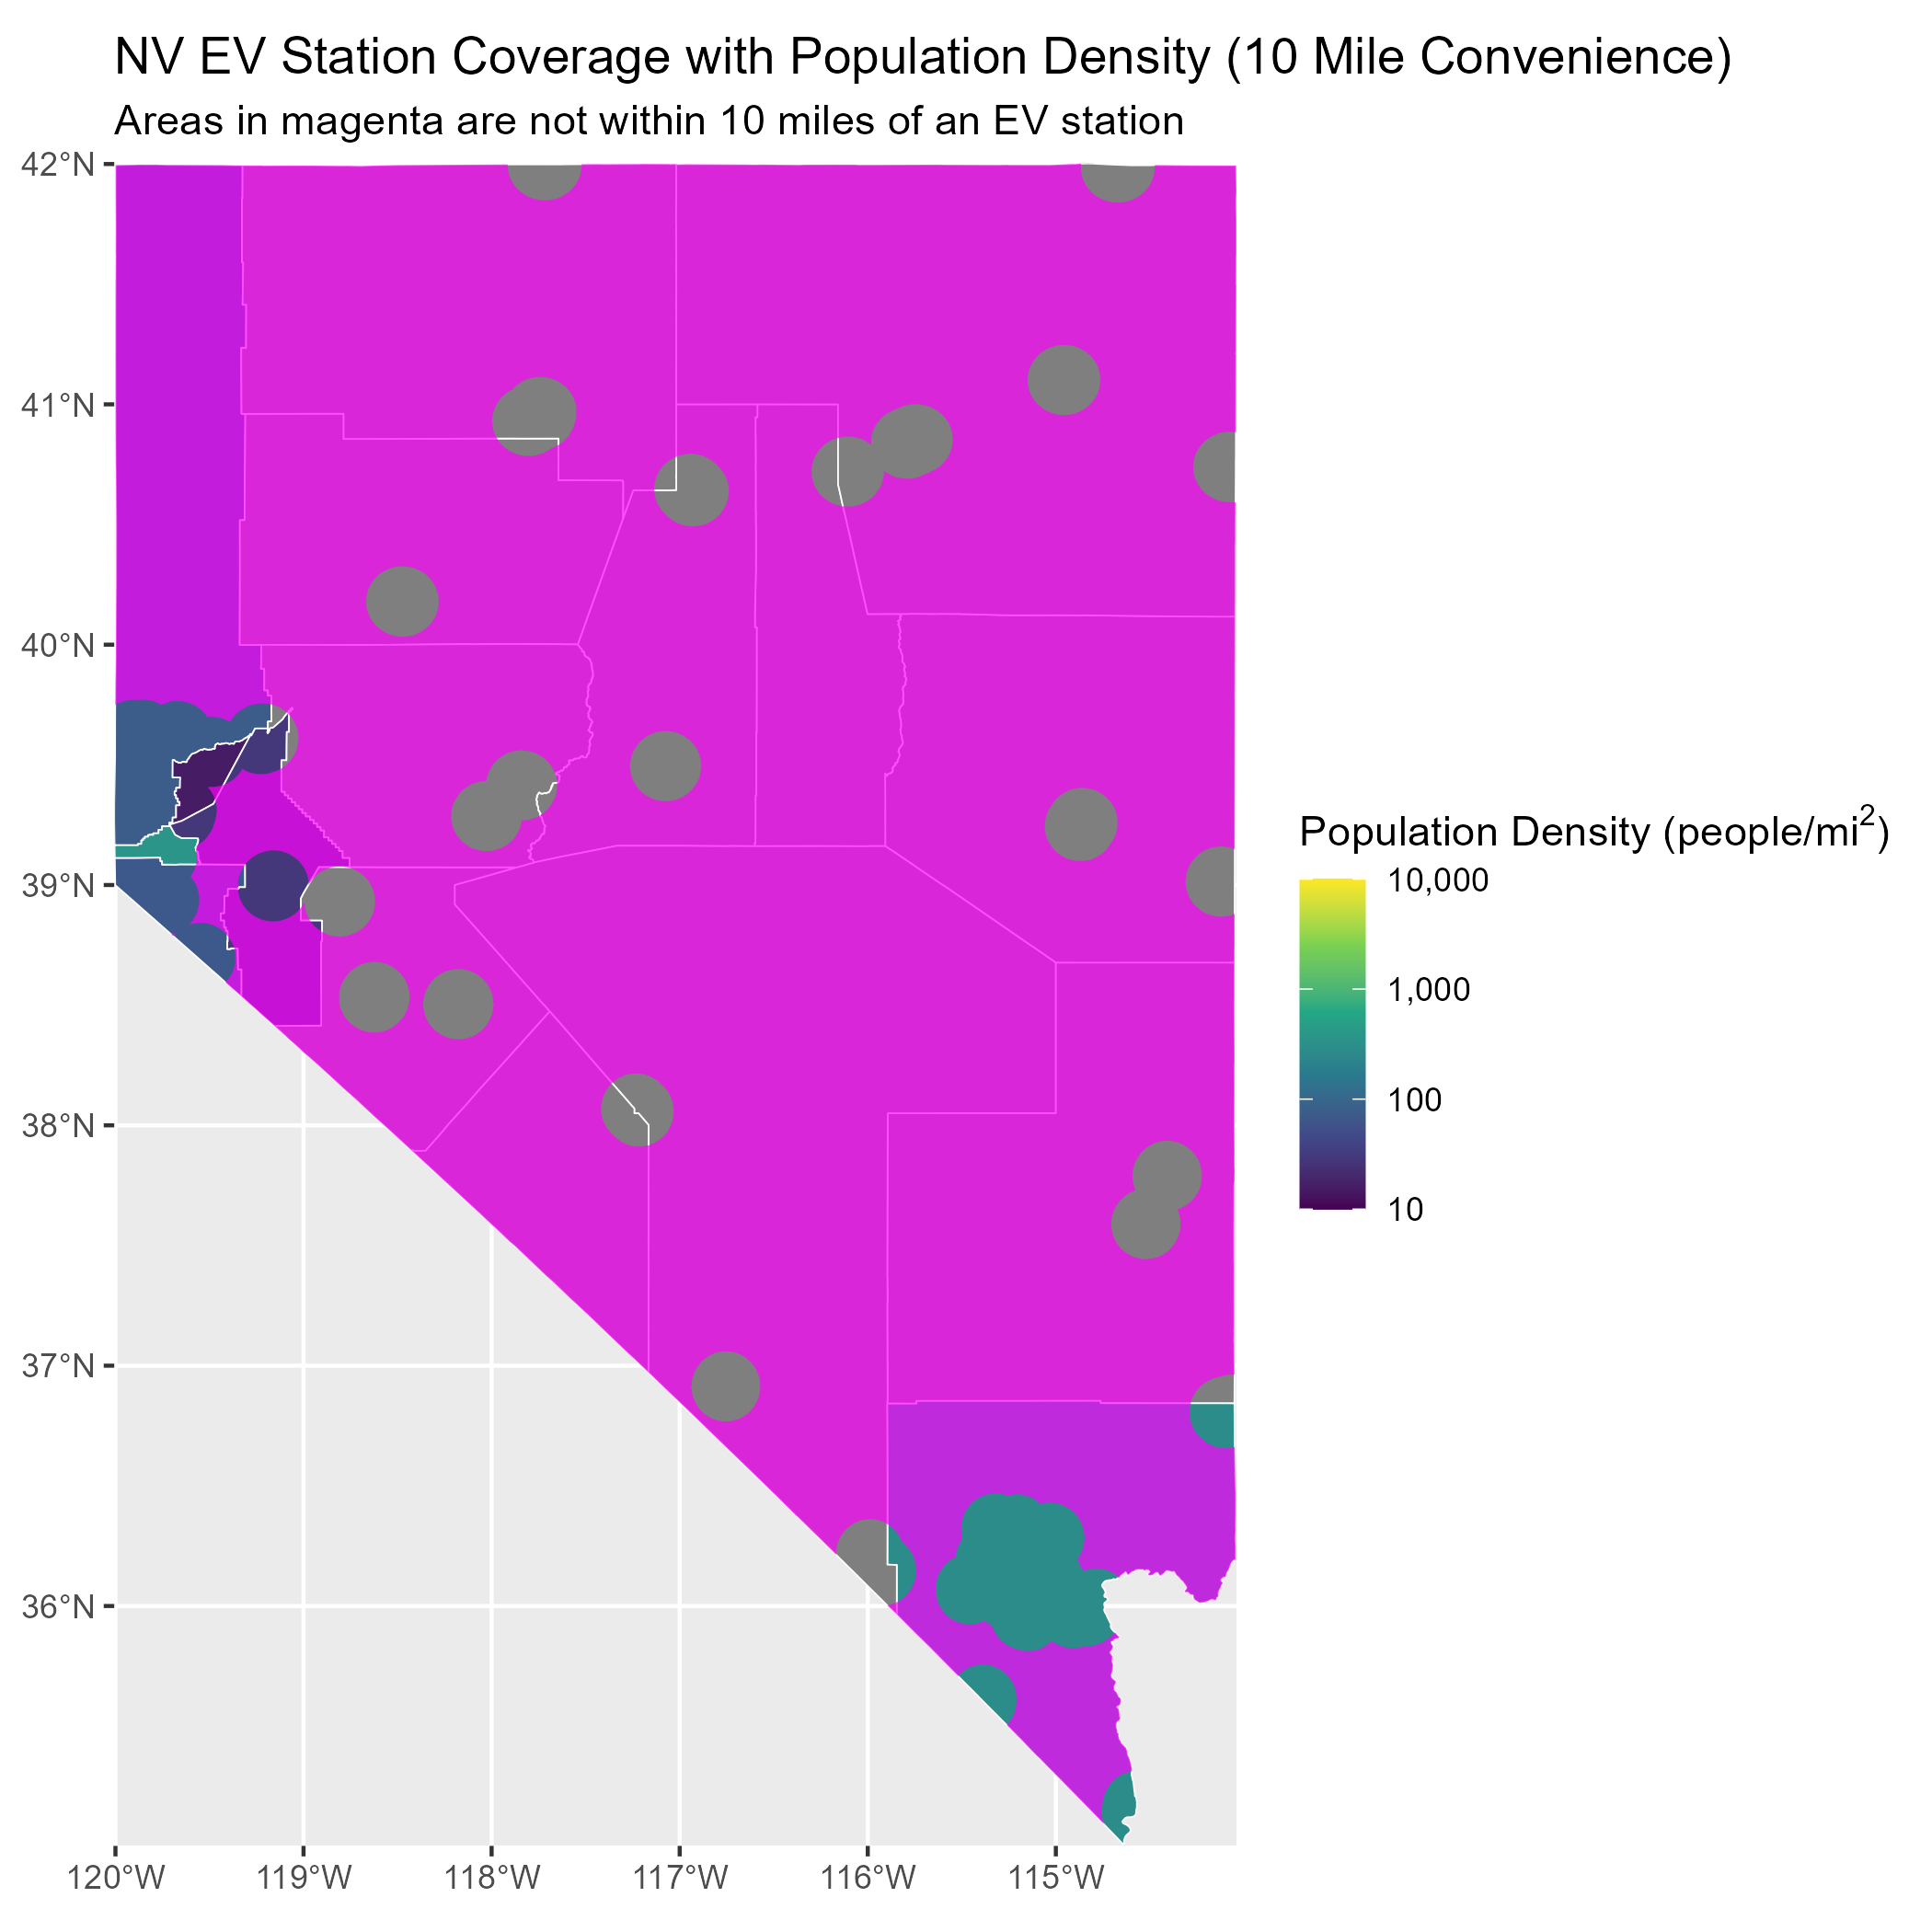 NV EV Station Coverage with Population Density (10 Mile Convenience)
Areas in magenta are not within 10 miles of an EV station
42°N
41°N
40°N
39°N
38°N
37°N
36°N
120°W 119°W 118°W 117°W 116°W 115°W
Population Density (people/mi²)
10,000
1,000
100
10